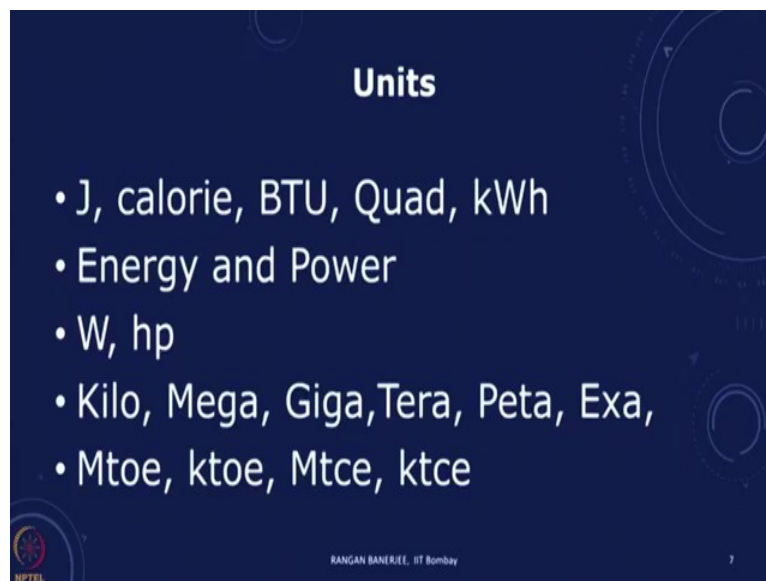 Units
• J, calorie, BTU, Quad, kWh
• Energy and Power
• W, hp
• Kilo, Mega, Giga,Tera, Peta, Exa,
• Mtoe, ktoe, Mtce, ktce
RANGAN BANERJEE, IIT Bombay
7
NPTEL